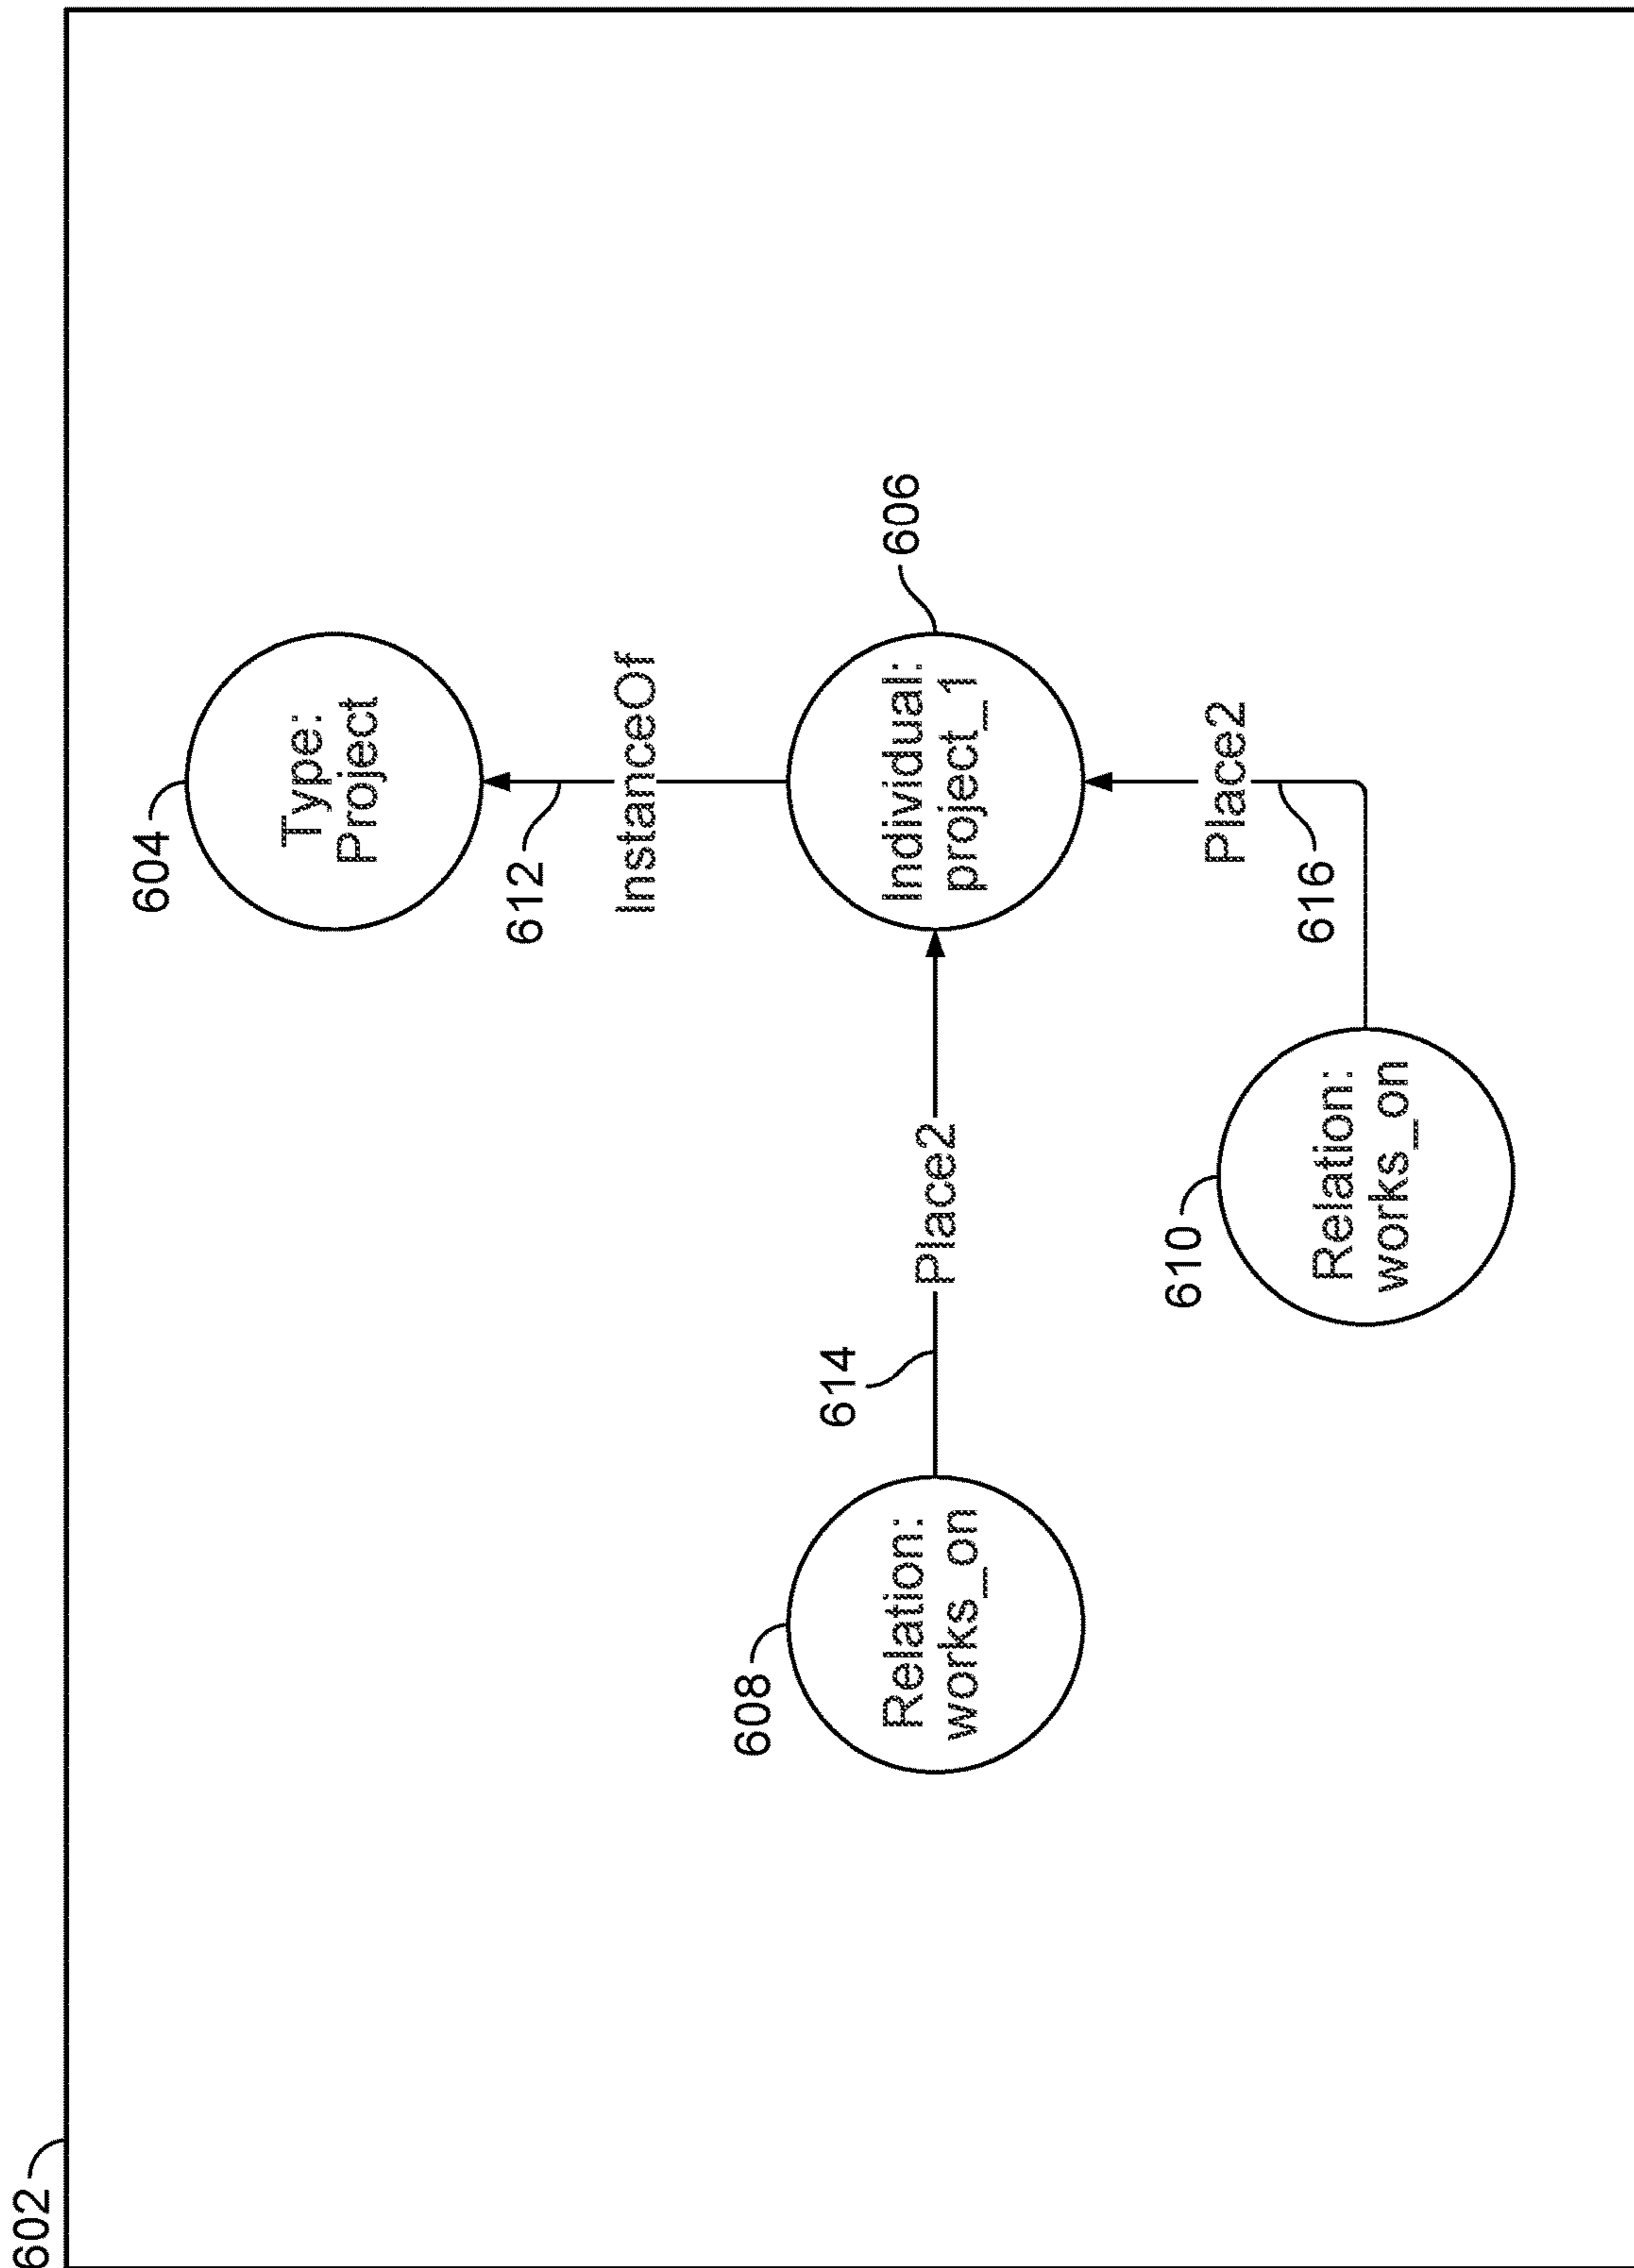 602
604
Type:
Project
612
InstanceOf
606
Individual:
project_1
608
Relation:
works_on
614
Place2
Place2
616
610
Relation:
works_on